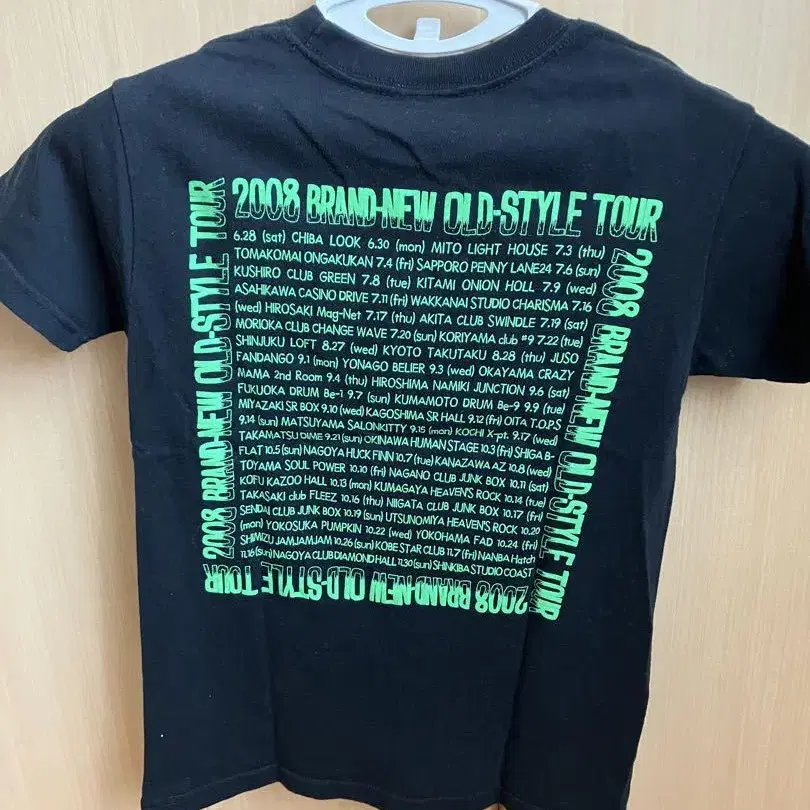 2008 BRAND-NEW OLD-STYLE TOUR
6.28 (sat) CHIBA LOOK 6.30 (mon) MITO LIGHT HOUSE 7.3 (thu)
TOMAKOMAI ONGAKUKAN 7.4 (fri) SAPPORO PENNY LANE24 7.6 (sun)
KUSHIRO CLUB GREEN 7.8 (tue) KITAMI ONION HOLL 7.9 (wed)
ASAHIKAWA CASINO DRIVE 7.11 (fri) WAKKANAI STUDIO CHARISMA 7.16
(wed) HIROSAKI Mag-Net 7.17 (thu) AKITA CLUB SWINDLE 7.19 (sat)
MORIOKA CLUB CHANGE WAVE 7.20 (sun) KORIYAMA club #9 7.22 (tue)
SHINJUKU LOFT 8.27 (wed) KYOTO TAKUTAKU 8.28 (thu) JUSO
FANDANGO 9.1 (mon) YONAGO BELIER 9.3 (wed) OKAYAMA CRAZY
MAMA 2nd Room 9.4 (thu) HIROSHIMA NAMIKI JUNCTION 9.6 (sat)
FUKUOKA DRUM Be-1 9.7 (sun) KUMAMOTO DRUM Be-9 9.9 (tue)
MIYAZAKI SR BOX 9.10 (wed) KAGOSHIMA SR HALL 9.12 (fri) OITA T.O.P.S
9.14 (sun) MATSUYAMA SALONKITTY 9.15 (mon) KOCHI X-pt. 9.17 (wed)
TAKAMATSU DIME 9.21 (sun) OKINAWA HUMAN STAGE 10.3 (fri) SHIGA B-
FLAT 10.5 (sun) NAGOYA HUCK FINN 10.7 (tue) KANAZAWA AZ 10.8 (wed)
TOYAMA SOUL POWER 10.10 (fri) NAGANO CLUB JUNK BOX 10.11 (sat)
KOFU KAZOO HALL 10.13 (mon) KUMAGAYA HEAVEN'S ROCK 10.14 (tue)
TAKASAKI club FLEEZ 10.16 (thu) NIIGATA CLUB JUNK BOX 10.17 (fri)
SENDAI CLUB JUNK BOX 10.19 (sun) UTSUNOMIYA HEAVEN'S ROCK 10.20
(mon) YOKOSUKA PUMPKIN 10.22 (wed) YOKOHAMA FAD 10.24 (fri)
SHIMIZU JAMJAMJAM 10.26 (sun) KOBE STAR CLUB 11.7 (fri) NANBA Hatch
11.16 (sun) NAGOYA CLUB DIAMOND HALL 11.30 (sun) SHINKIBA STUDIO COAST
2008 BRAND-NEW OLD-STYLE TOUR
2008 BRAND-NEW OLD-STYLE TOUR
2008 BRAND-NEW OLD-STYLE TOUR